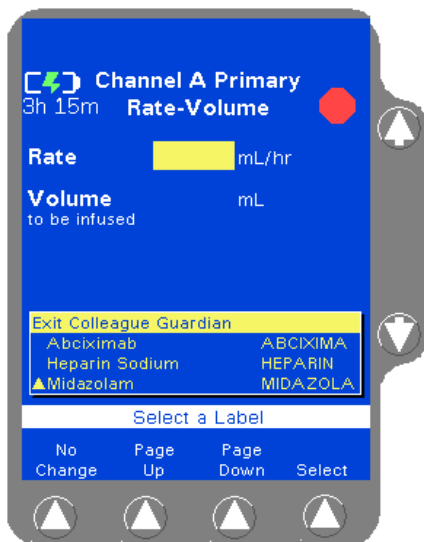 Channel A Primary
3h 15m Rate-Volume
Rate mL/hr
Volume mL
to be infused
Exit Colleague Guardian
Abciximab ABCIXIMA
Heparin Sodium HEPARIN
▲Midazolam MIDAZOLA
Select a Label
No Change Page Up Page Down Select